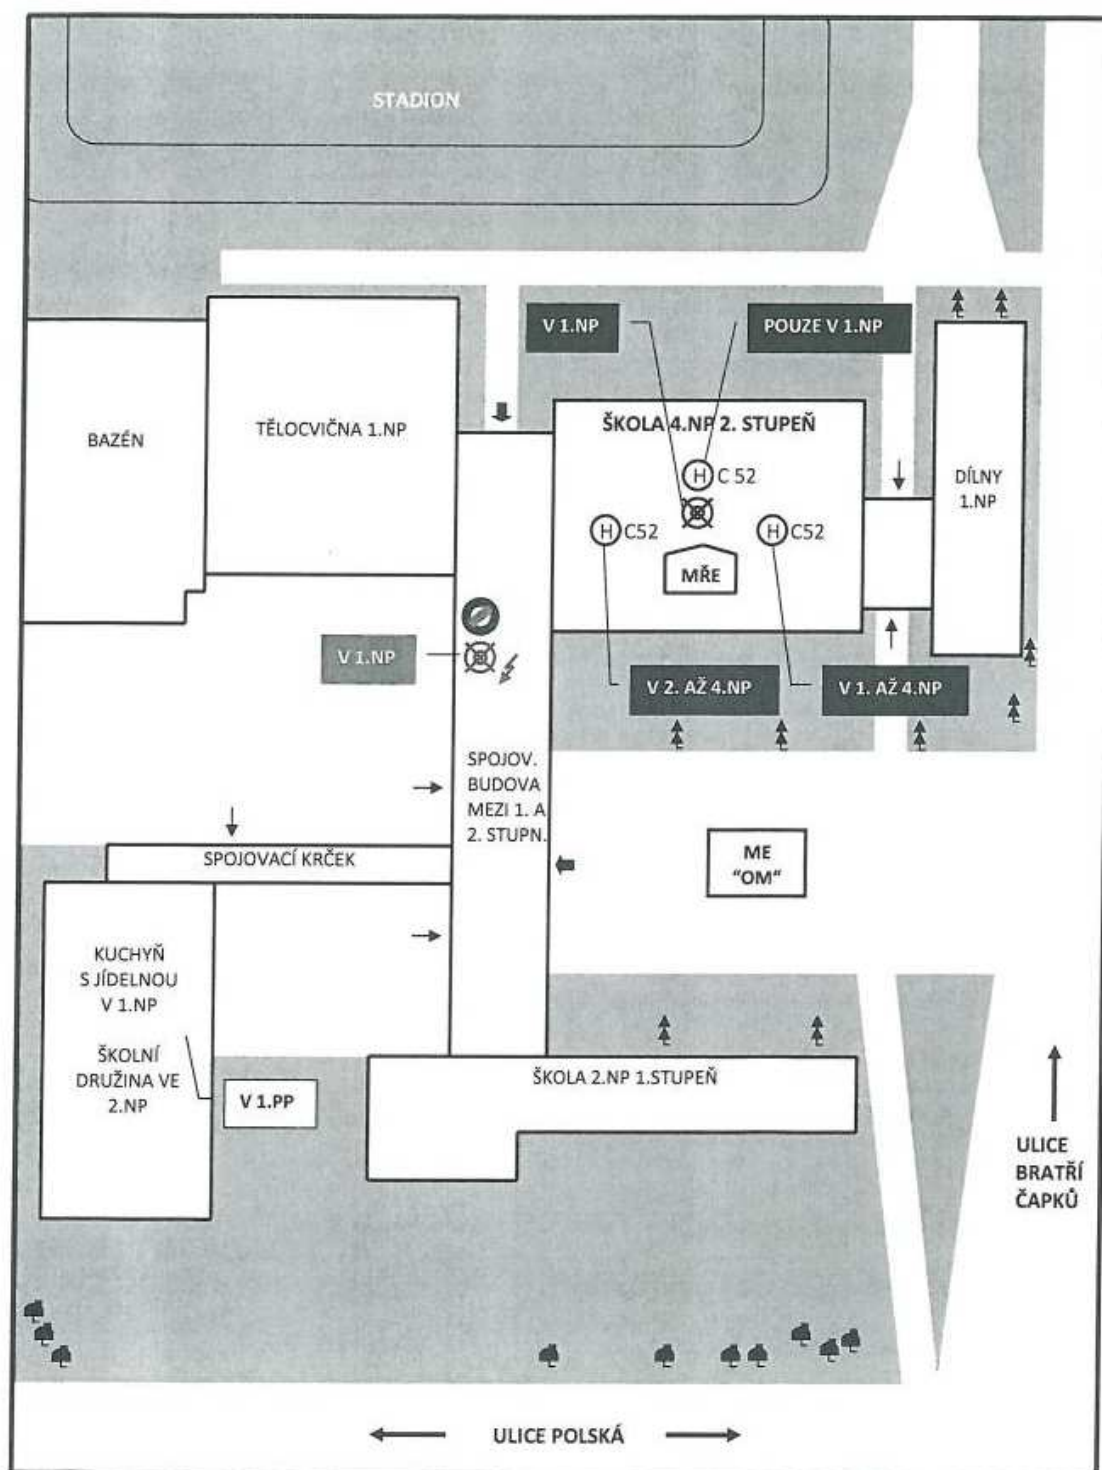 STADION
V 1.NP
POUZE V 1.NP
BAZÉN
TĚLOCVIČNA 1.NP
ŠKOLA 4.NP 2. STUPEŇ
H C 52
H C52
H C52
MŘE
DÍLNY
1.NP
V 1.NP
V 2. AŽ 4.NP
V 1. AŽ 4.NP
SPOJOV.
BUDOVA
MEZI 1. A
2. STUPN.
SPOJOVACÍ KRČEK
ME
"OM"
KUCHYŇ
S JÍDELNOU
V 1.NP
ŠKOLNÍ
DRUŽINA VE
2.NP
V 1.PP
ŠKOLA 2.NP 1.STUPEŇ
ULICE
BRATŘÍ
ČAPKŮ
ULICE POLSKÁ